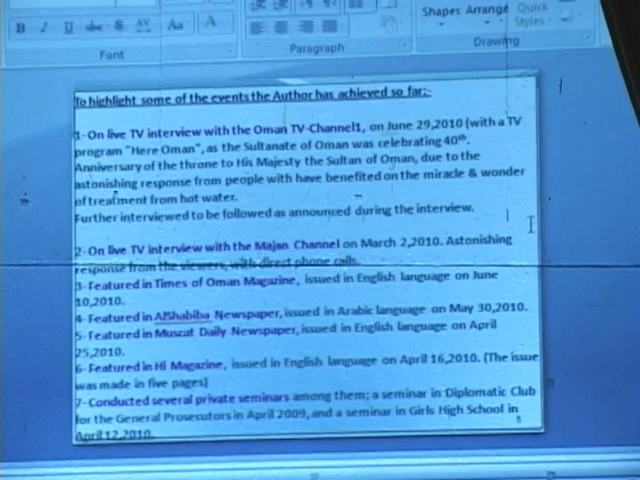 Shapes Arrange Quick
Styles
B I U abc S AV Aa A
Font
Paragraph
Drawing
To highlight some of the events the Author has achieved so far:-
1-On live TV interview with the Oman TV-Channel1, on June 29,2010 (with a TV
program "Here Oman", as the Sultanate of Oman was celebrating 40th.
Anniversary of the throne to His Majesty the Sultan of Oman, due to the
astonishing response from people with have benefited on the miracle & wonder
of treatment from hot water.
Further interviewed to be followed as announced during the interview.
2-On live TV interview with the Majan Channel on March 2,2010. Astonishing
response from the viewers, with direct phone calls.
3-Featured in Times of Oman Magazine, issued in English language on June
10,2010.
4-Featured in AlShabiba Newspaper, issued in Arabic language on May 30,2010.
5-Featured in Muscat Daily Newspaper, issued in English language on April
25,2010.
6-Featured in Hi Magazine, issued in English language on April 16,2010. (The issue
was made in five pages)
7-Conducted several private seminars among them; a seminar in Diplomatic Club
for the General Prosecutors in April 2009, and a seminar in Girls High School in
April 12,2010.